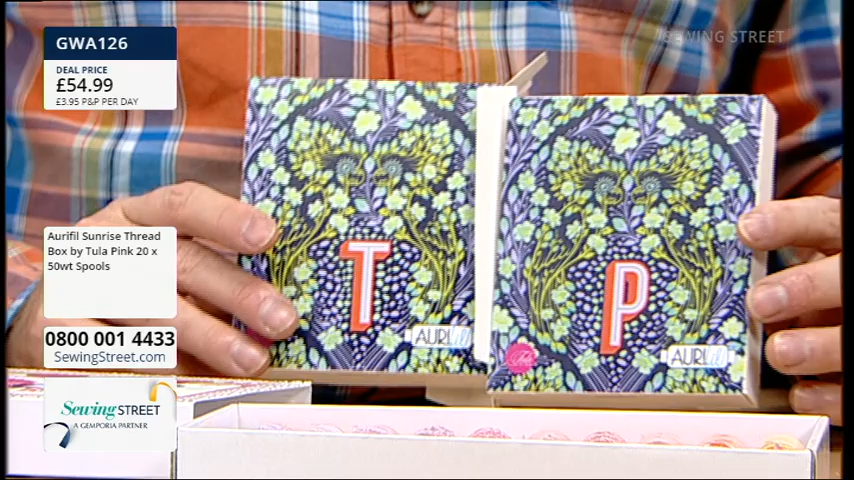 GWA126
DEAL PRICE
£54.99
£3.95 P&P PER DAY
SEWING STREET
Aurifil Sunrise Thread
Box by Tula Pink 20 x
50wt Spools
T
AURIfil
P
AURIfil
0800 001 4433
SewingStreet.com
Sewing STREET
A GEMPORIA PARTNER